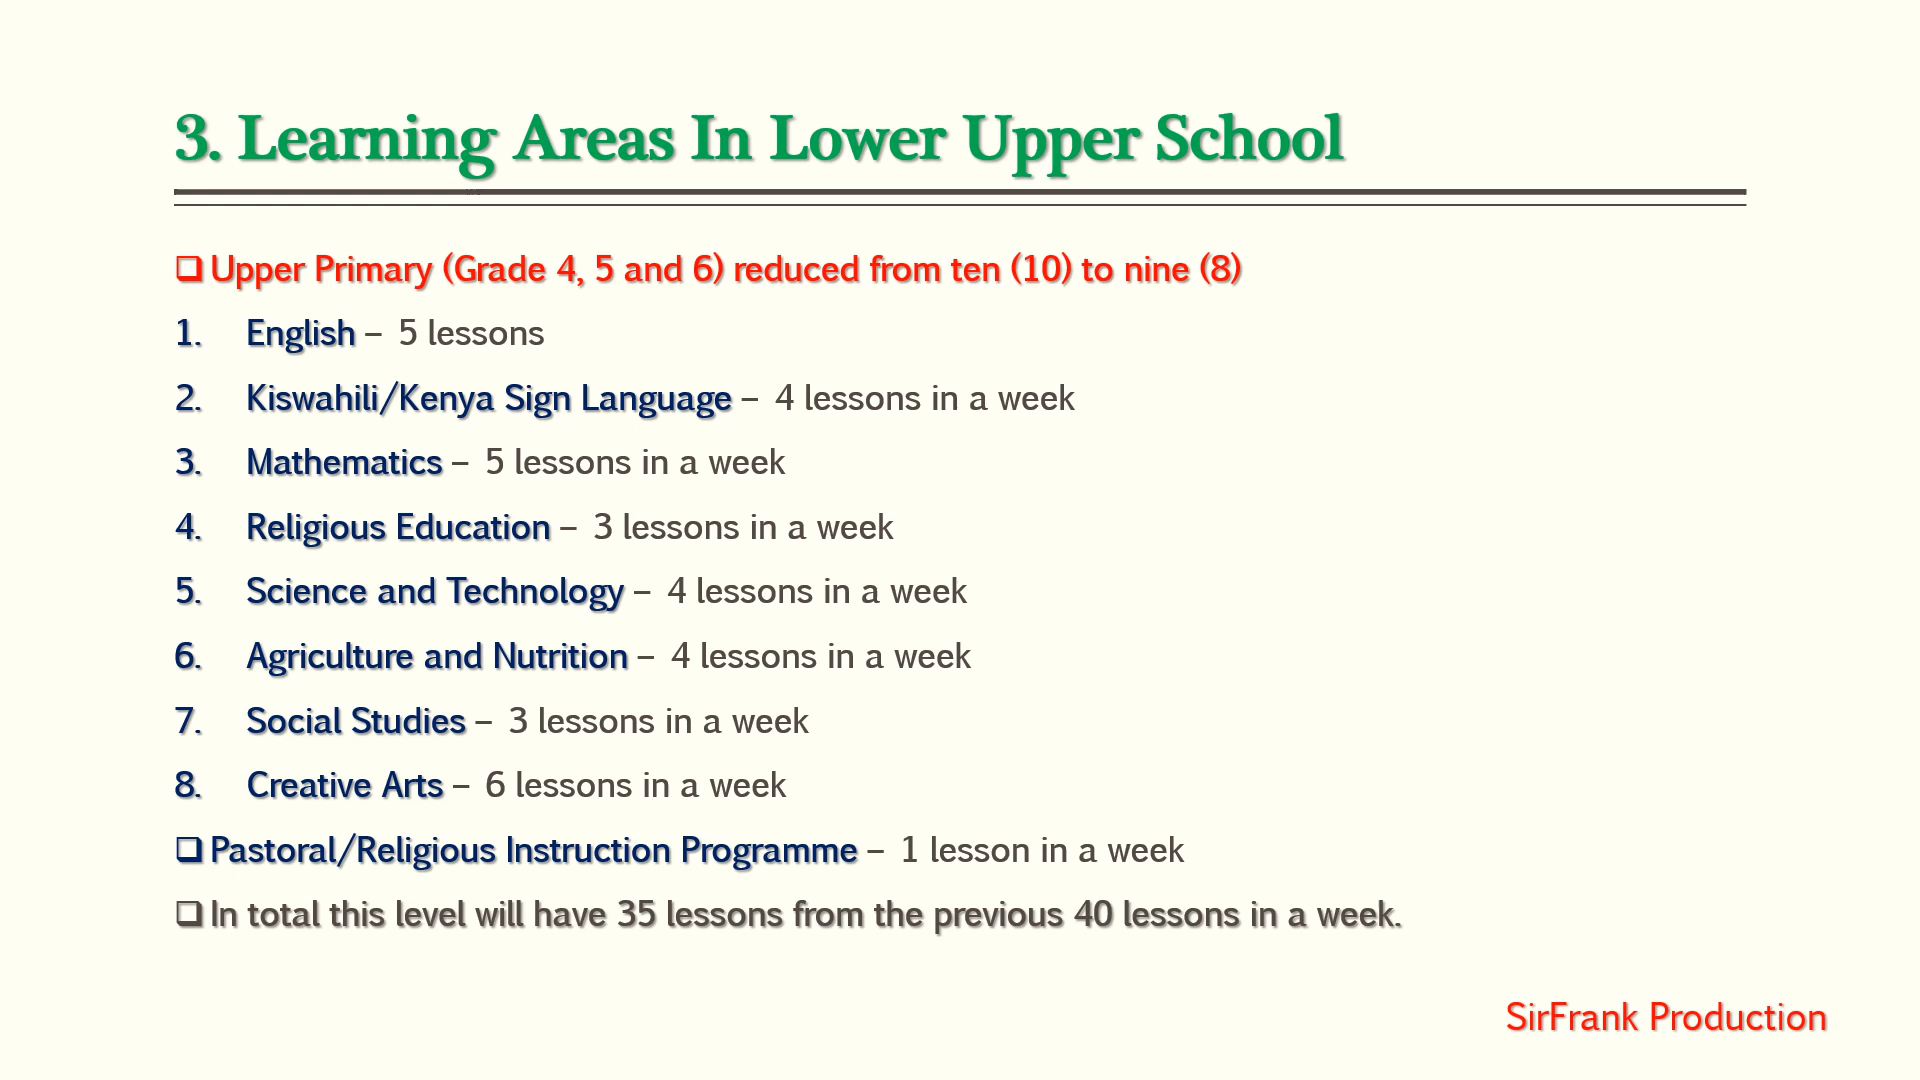 3. Learning Areas In Lower Upper School
❑ Upper Primary (Grade 4, 5 and 6) reduced from ten (10) to nine (8)
1. English – 5 lessons
2. Kiswahili/Kenya Sign Language – 4 lessons in a week
3. Mathematics – 5 lessons in a week
4. Religious Education – 3 lessons in a week
5. Science and Technology – 4 lessons in a week
6. Agriculture and Nutrition – 4 lessons in a week
7. Social Studies – 3 lessons in a week
8. Creative Arts – 6 lessons in a week
❑ Pastoral/Religious Instruction Programme – 1 lesson in a week
❑ In total this level will have 35 lessons from the previous 40 lessons in a week.
SirFrank Production